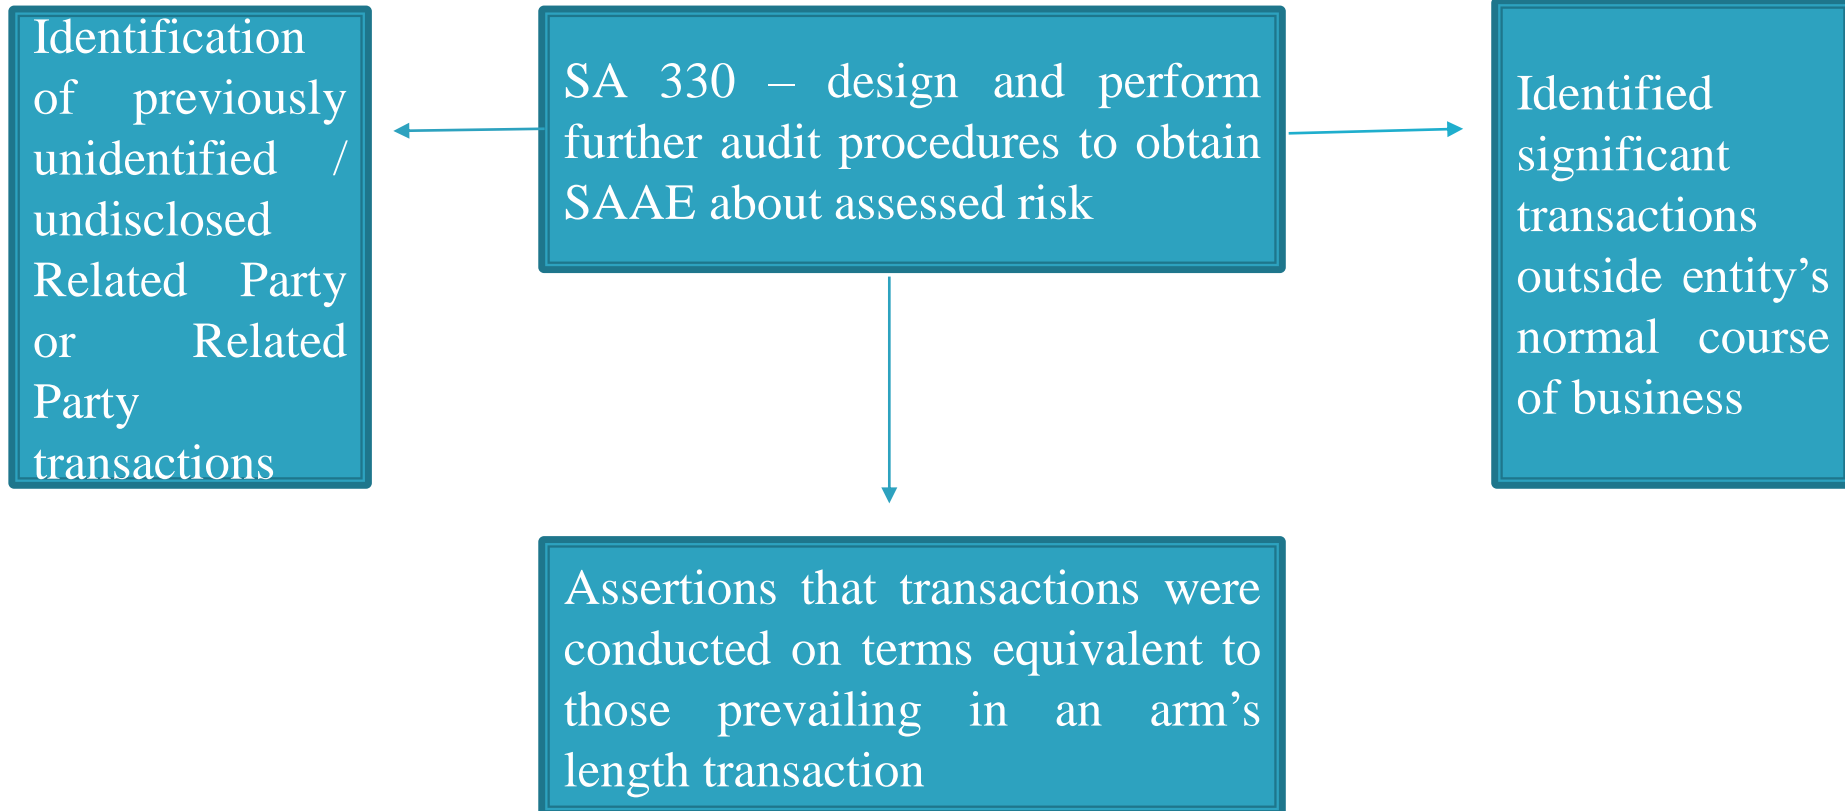 Identification
of previously
unidentified /
undisclosed
Related Party
or Related
Party
transactions
SA 330 – design and perform
further audit procedures to obtain
SAAE about assessed risk
Identified
significant
transactions
outside entity’s
normal course
of business
Assertions that transactions were
conducted on terms equivalent to
those prevailing in an arm’s
length transaction